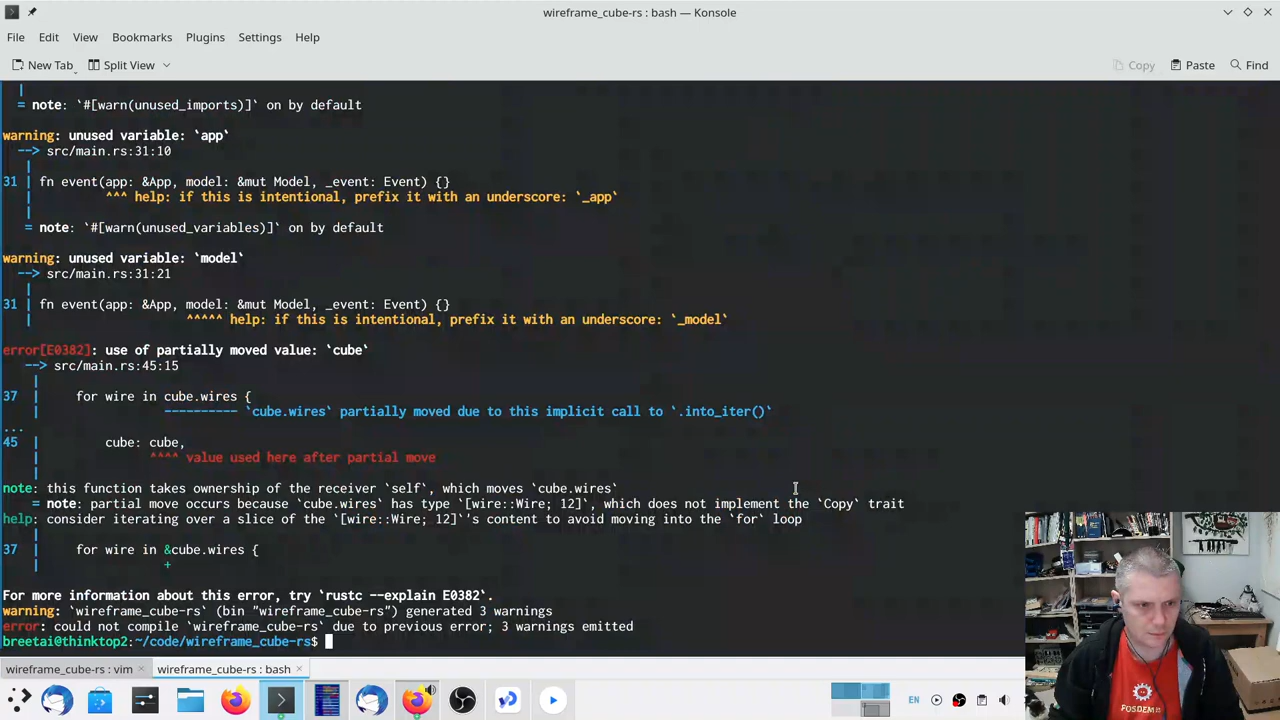 wireframe_cube-rs : bash — Konsole
File Edit View Bookmarks Plugins Settings Help
New Tab Split View Copy Paste Find
|
= note: `#[warn(unused_imports)]` on by default
warning: unused variable: `app`
--> src/main.rs:31:10
|
31 | fn event(app: &App, model: &mut Model, _event: Event) {}
| ^^^ help: if this is intentional, prefix it with an underscore: `_app`
|
= note: `#[warn(unused_variables)]` on by default
warning: unused variable: `model`
--> src/main.rs:31:21
|
31 | fn event(app: &App, model: &mut Model, _event: Event) {}
| ^^^^^ help: if this is intentional, prefix it with an underscore: `_model`
error[E0382]: use of partially moved value: `cube`
--> src/main.rs:45:15
|
37 | for wire in cube.wires {
| ---------- `cube.wires` partially moved due to this implicit call to `.into_iter()`
...
45 | cube: cube,
| ^^^^ value used here after partial move
|
note: this function takes ownership of the receiver `self`, which moves `cube.wires`
= note: partial move occurs because `cube.wires` has type `[wire::Wire; 12]`, which does not implement the `Copy` trait
help: consider iterating over a slice of the `[wire::Wire; 12]`'s content to avoid moving into the `for` loop
|
37 | for wire in &cube.wires {
| +
For more information about this error, try `rustc --explain E0382`.
warning: `wireframe_cube-rs` (bin "wireframe_cube-rs") generated 3 warnings
error: could not compile `wireframe_cube-rs` due to previous error; 3 warnings emitted
breetai@thinktop2:~/code/wireframe_cube-rs$
wireframe_cube-rs : vim wireframe_cube-rs : bash
EN
FOSDEM